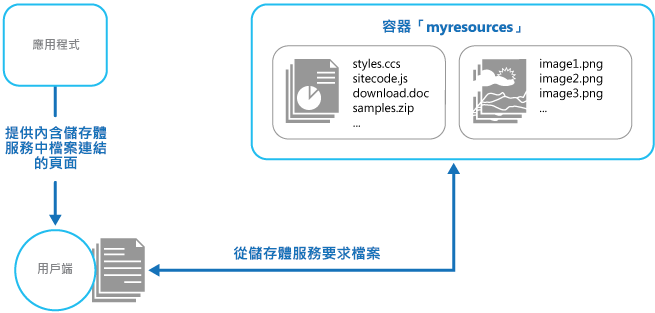 應用程式
容器「myresources」
styles.ccs
sitecode.js
download.doc
samples.zip
...
image1.png
image2.png
image3.png
...
提供內含儲存體
服務中檔案連結
的頁面
用戶端
從儲存體服務要求檔案